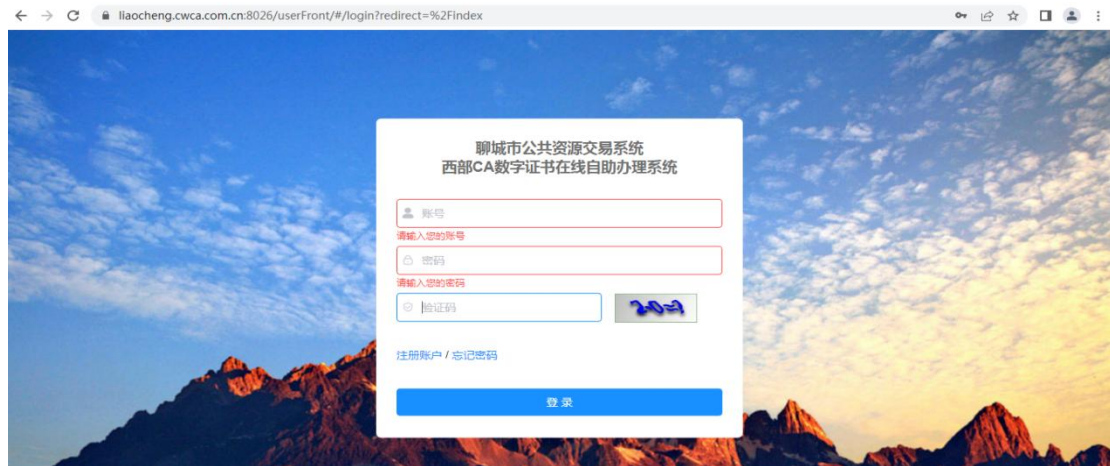 liaocheng.cwca.com.cn:8026/userFront/#/login?redirect=%2Findex
聊城市公共资源交易系统
西部CA数字证书在线自助办理系统
账号
请输入您的账号
密码
请输入您的密码
验证码
注册账户 / 忘记密码
登 录